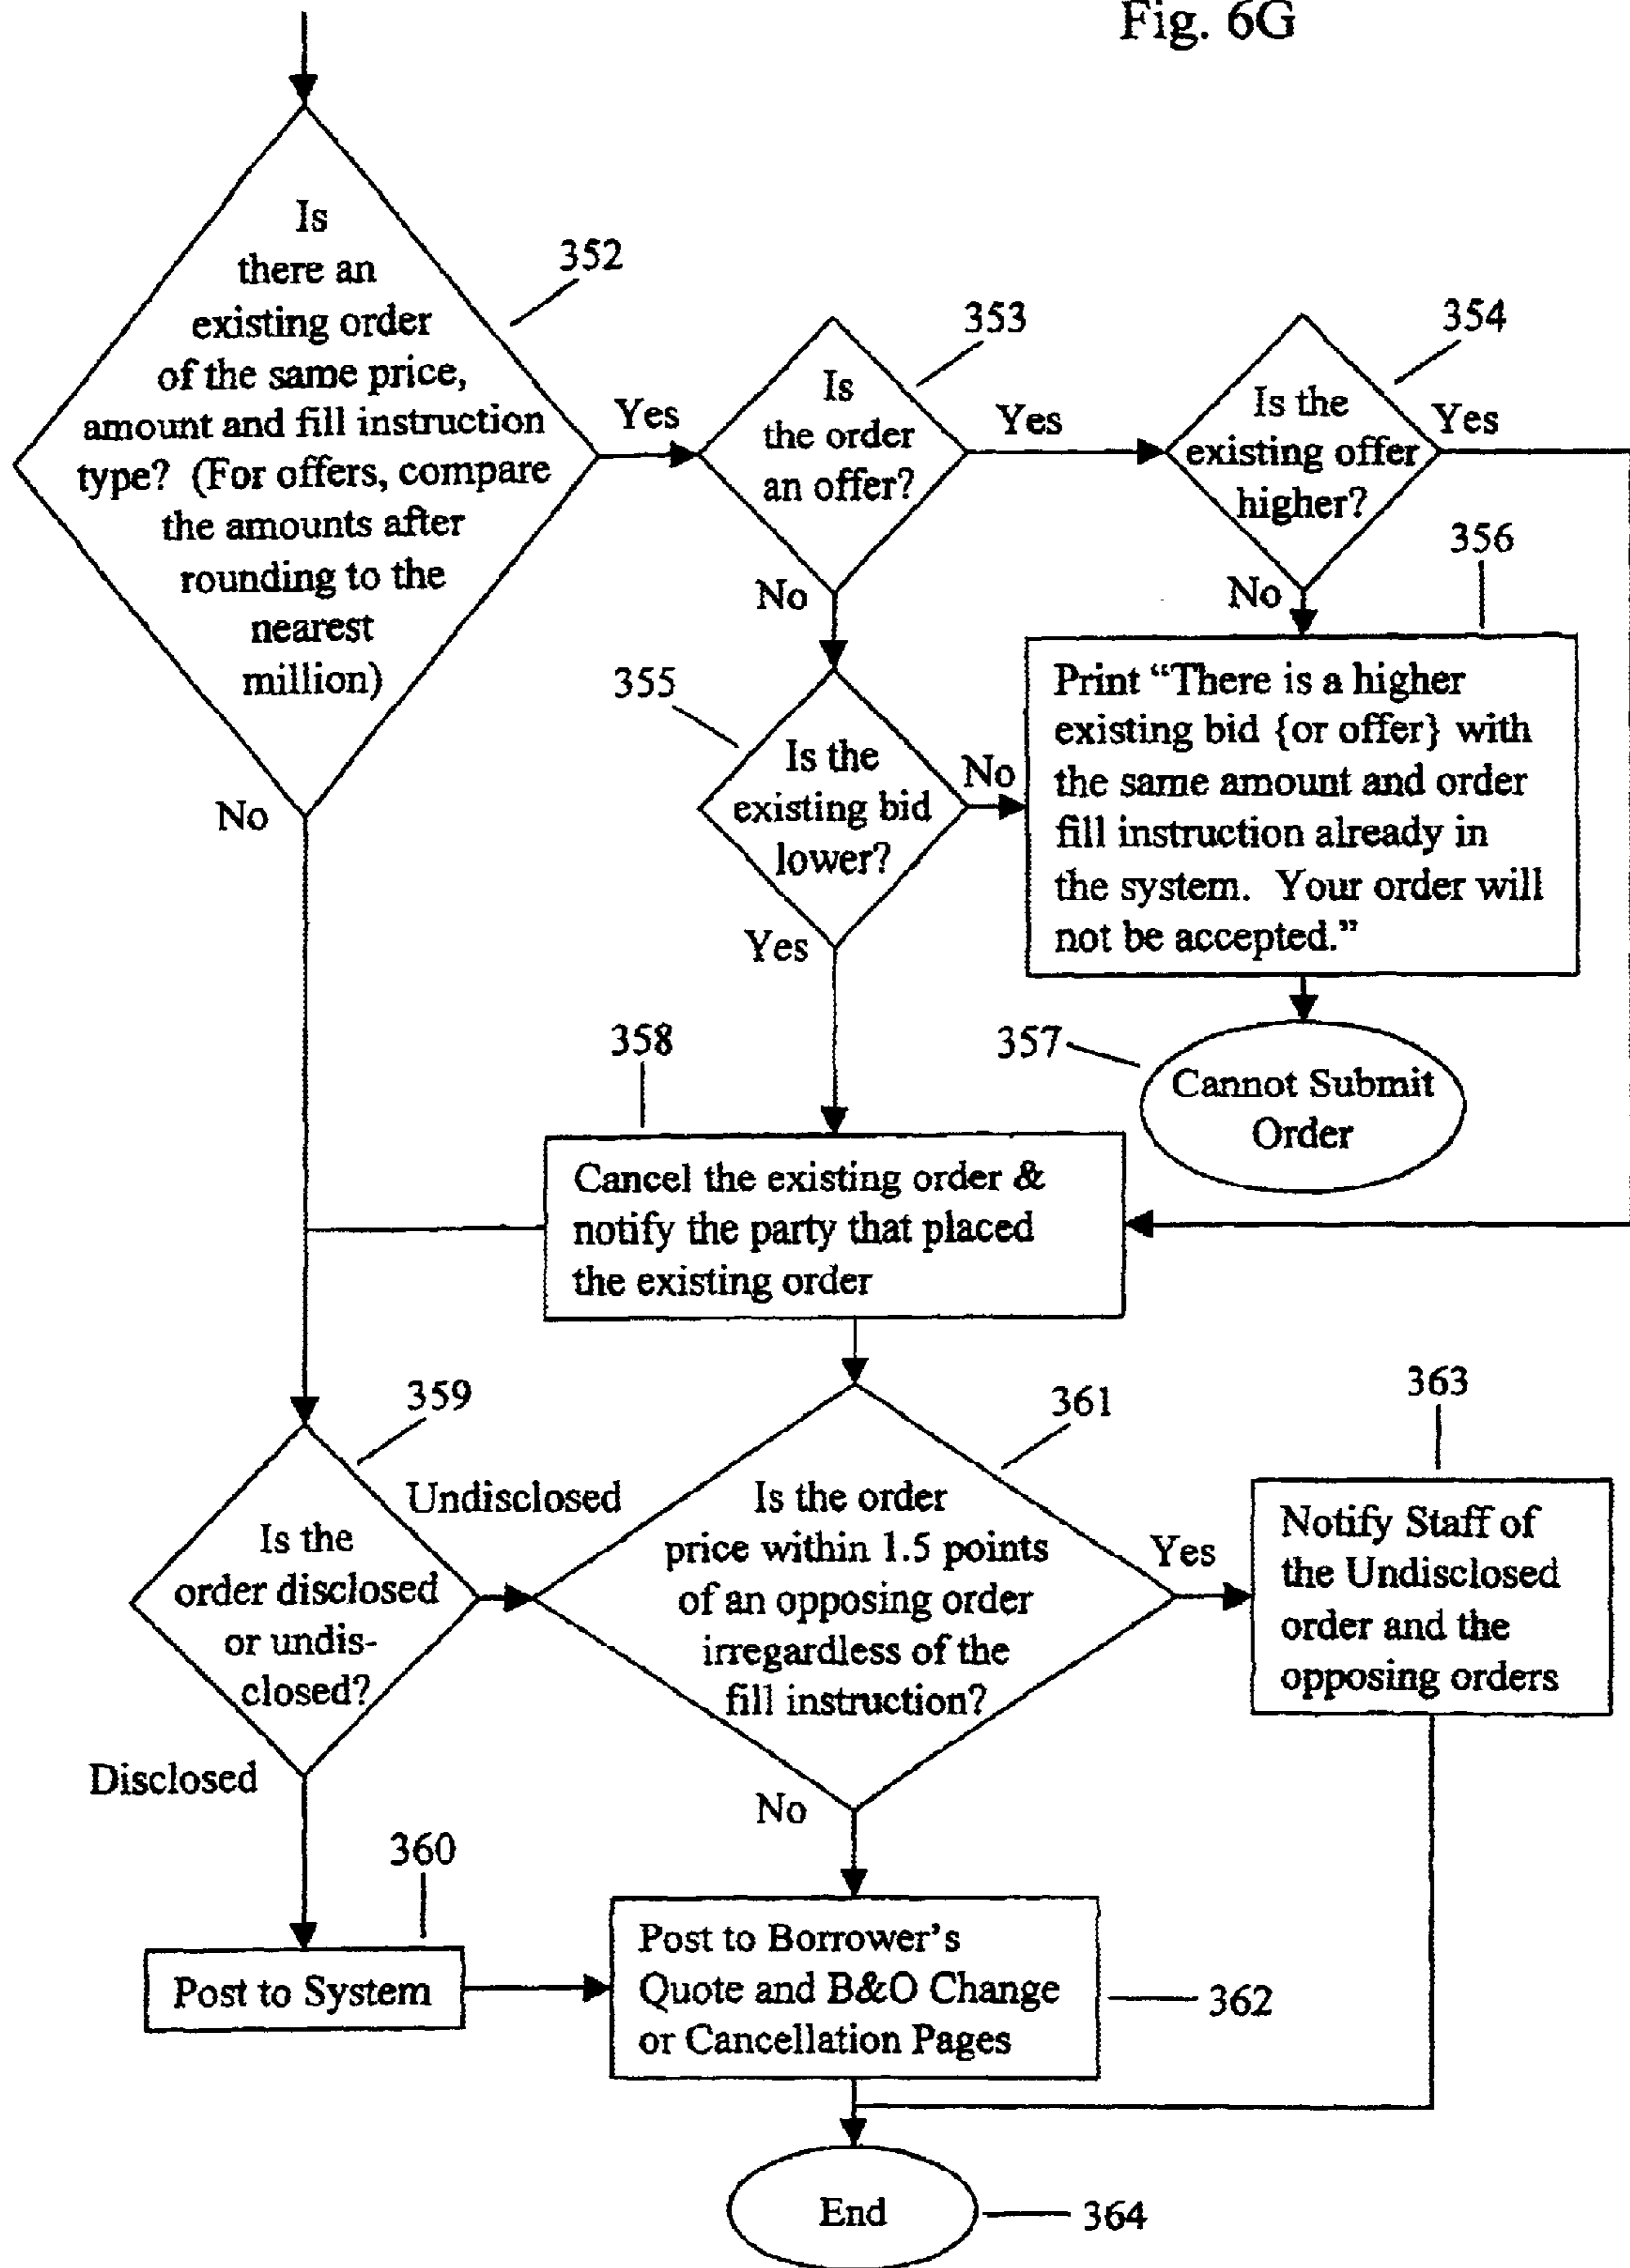 Fig. 6G
Is
there an
existing order
of the same price,
amount and fill instruction
type? (For offers, compare
the amounts after
rounding to the
nearest
million)
352
Yes
No
353
Is
the order
an offer?
Yes
No
354
Is the
existing offer
higher?
Yes
No
355
Is the
existing bid
lower?
No
Yes
356
Print “There is a higher
existing bid {or offer} with
the same amount and order
fill instruction already in
the system. Your order will
not be accepted.”
357
Cannot Submit
Order
358
Cancel the existing order &
notify the party that placed
the existing order
359
Is the
order disclosed
or undis-
closed?
Undisclosed
Disclosed
361
Is the order
price within 1.5 points
of an opposing order
irregardless of the
fill instruction?
Yes
No
363
Notify Staff of
the Undisclosed
order and the
opposing orders
360
Post to System
Post to Borrower’s
Quote and B&O Change
or Cancellation Pages
362
End
364